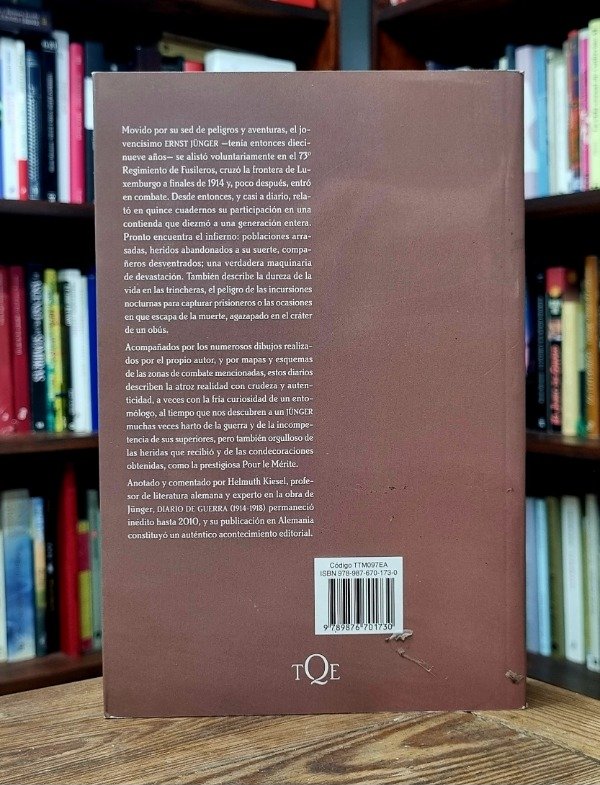 Movido por su sed de peligros y aventuras, el jo-
vencísimo ERNST JÜNGER —tenía entonces dieci-
nueve años— se alistó voluntariamente en el 73º
Regimiento de Fusileros, cruzó la frontera de Lu-
xemburgo a finales de 1914 y, poco después, entró
en combate. Desde entonces, y casi a diario, rela-
tó en quince cuadernos su participación en una
contienda que diezmó a una generación entera.
Pronto encuentra el infierno: poblaciones arra-
sadas, heridos abandonados a su suerte, compa-
ñeros desventrados; una verdadera maquinaria
de devastación. También describe la dureza de la
vida en las trincheras, el peligro de las incursiones
nocturnas para capturar prisioneros o las ocasiones
en que escapa de la muerte, agazapado en el cráter
de un obús.
Acompañados por los numerosos dibujos realiza-
dos por el propio autor, y por mapas y esquemas
de las zonas de combate mencionadas, estos diarios
describen la atroz realidad con crudeza y auten-
ticidad, a veces con la fría curiosidad de un ento-
mólogo, al tiempo que nos descubren a un JÜNGER
muchas veces harto de la guerra y de la incompe-
tencia de sus superiores, pero también orgulloso de
las heridas que recibió y de las condecoraciones
obtenidas, como la prestigiosa Pour le Mérite.
Anotado y comentado por Helmuth Kiesel, profe-
sor de literatura alemana y experto en la obra de
Jünger, DIARIO DE GUERRA (1914-1918) permaneció
inédito hasta 2010, y su publicación en Alemania
constituyó un auténtico acontecimiento editorial.
Código TTM097EA
ISBN 978-987-670-173-0
9 789876 701730
TQE